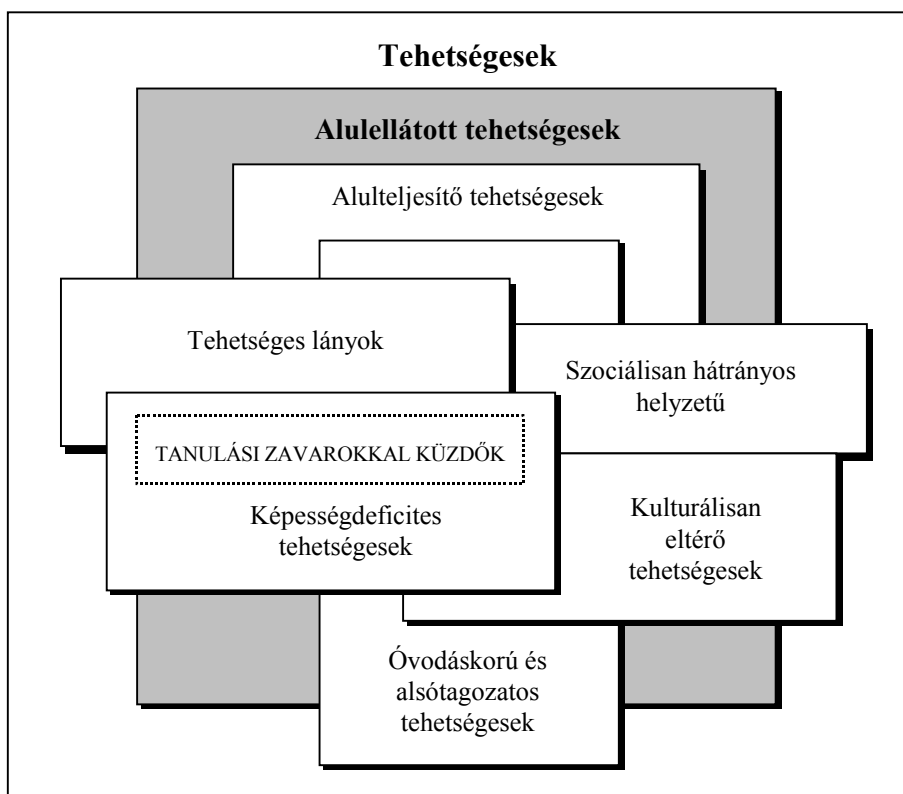 Tehetségesek
Alulellátott tehetségesek
Alulteljesítő tehetségesek
Tehetséges lányok
Szociálisan hátrányos
helyzetű
TANULÁSI ZAVAROKKAL KÜZDŐK
Képességdeficites
tehetségesek
Kulturálisan
eltérő
tehetségesek
Óvodáskorú és
alsótagozatos
tehetségesek